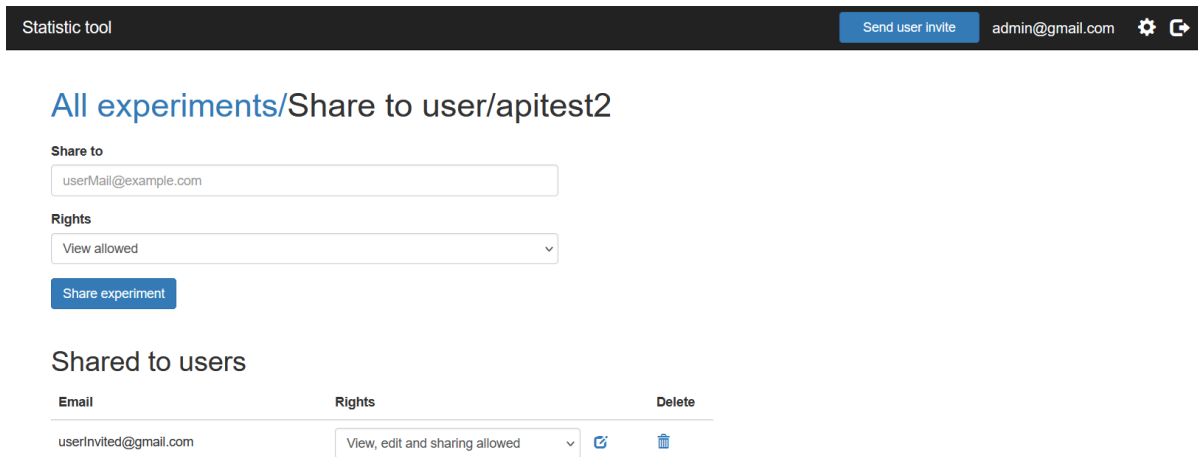 Statistic tool Send user invite admin@gmail.com
All experiments/Share to user/apitest2
Share to
userMail@example.com
Rights
View allowed
Share experiment
Shared to users
Email Rights Delete
userInvited@gmail.com View, edit and sharing allowed